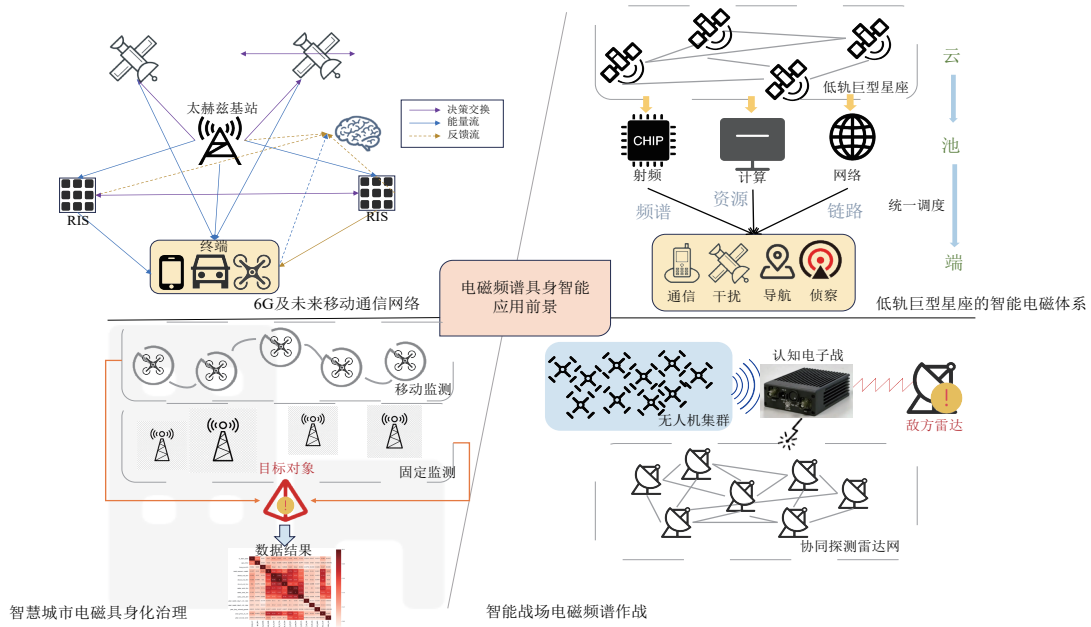 太赫兹基站
决策交换
能量流
反馈流
RIS
RIS
终端
6G及未来移动通信网络
低轨巨型星座
云
CHIP
射频
计算
网络
池
频谱
资源
链路
统一调度
通信
干扰
导航
侦察
端
低轨巨型星座的智能电磁体系
电磁频谱具身智能
应用前景
移动监测
固定监测
目标对象
数据结果
智慧城市电磁具身化治理
认知电子战
无人机集群
敌方雷达
协同探测雷达网
智能战场电磁频谱作战